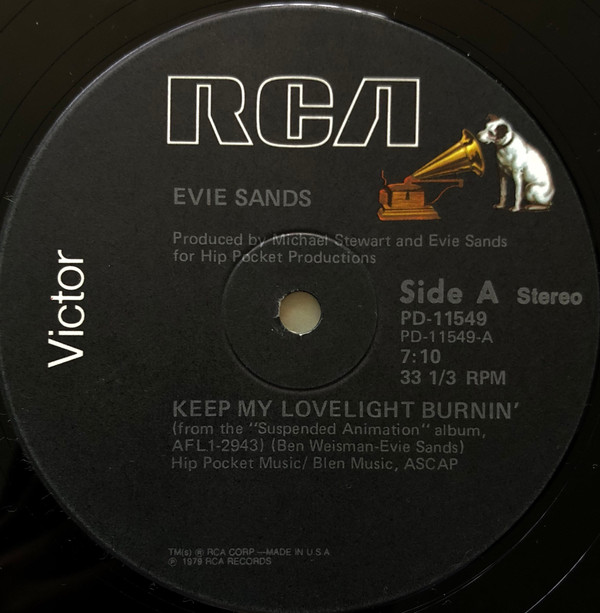 RCA
Victor
EVIE SANDS
Produced by Michael Stewart and Evie Sands
for Hip Pocket Productions
Side A Stereo
PD-11549
PD-11549-A
7:10
33 1/3 RPM
KEEP MY LOVELIGHT BURNIN'
(from the "Suspended Animation" album,
AFL1-2943) (Ben Weisman-Evie Sands)
Hip Pocket Music/ Blen Music, ASCAP
TM(s) ® RCA CORP —MADE IN U.S.A
℗ 1979 RCA RECORDS